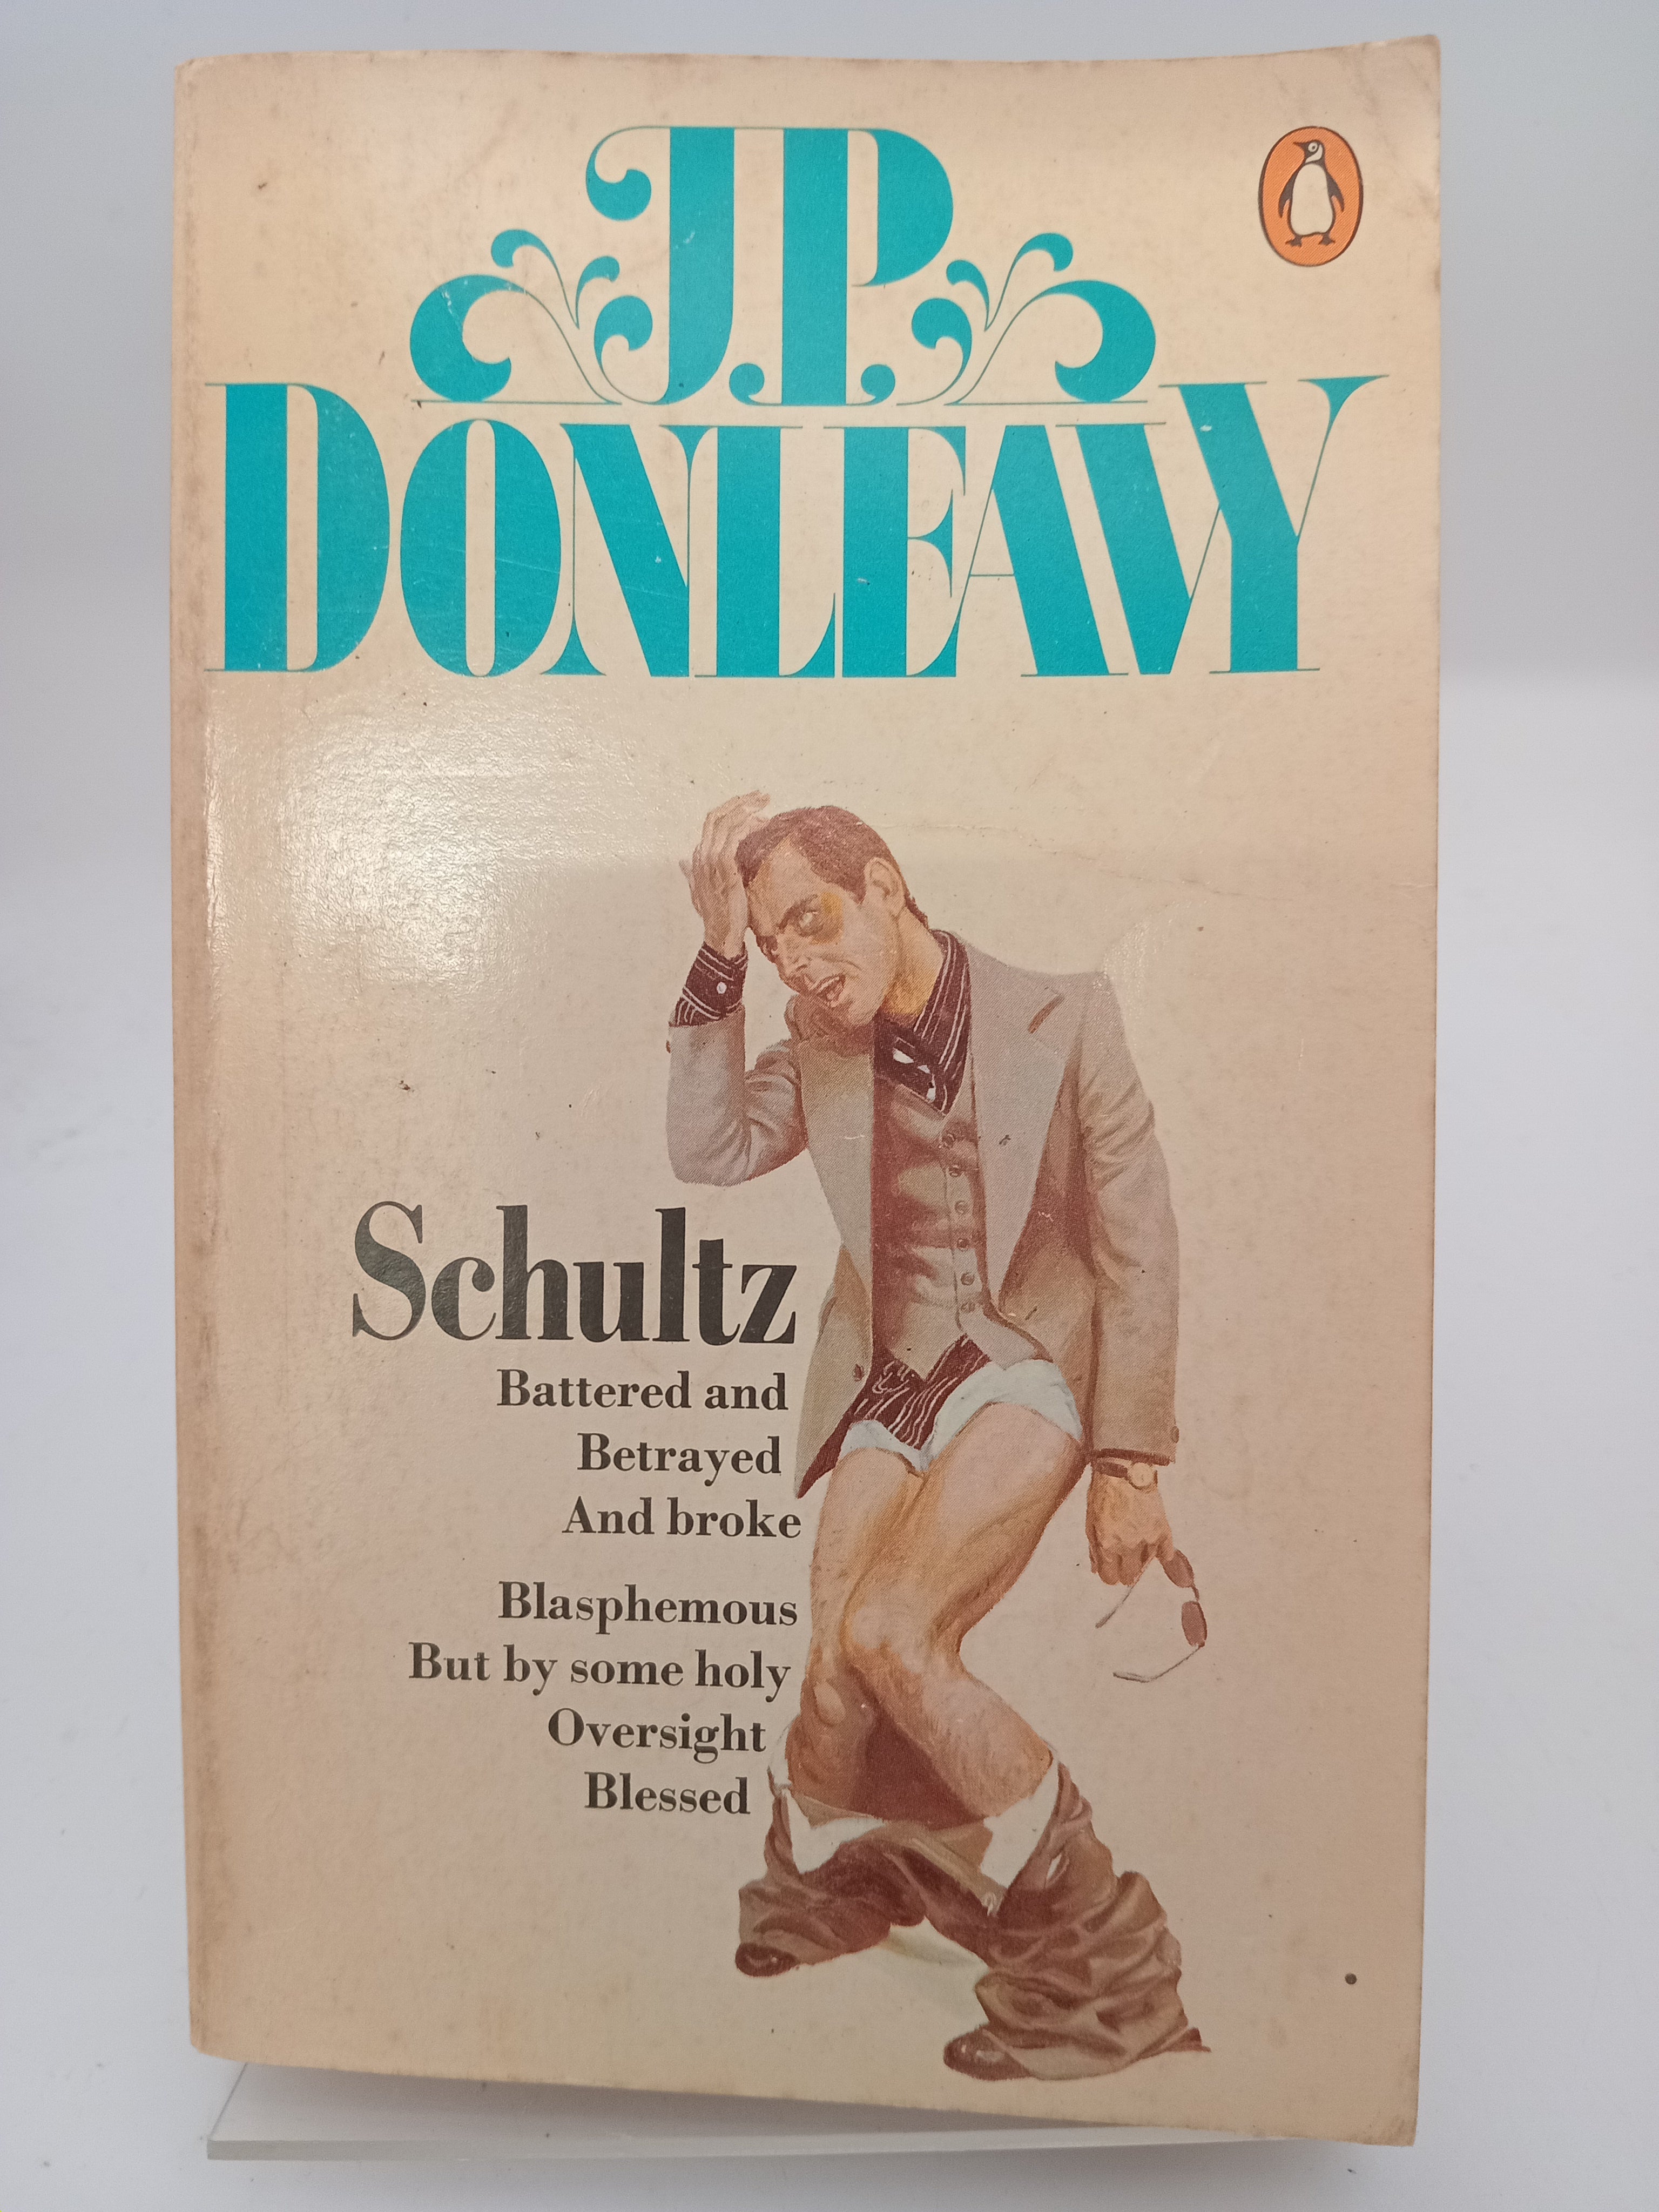 J.P.
DONLEAVY
Schultz
Battered and
Betrayed
And broke
Blasphemous
But by some holy
Oversight
Blessed